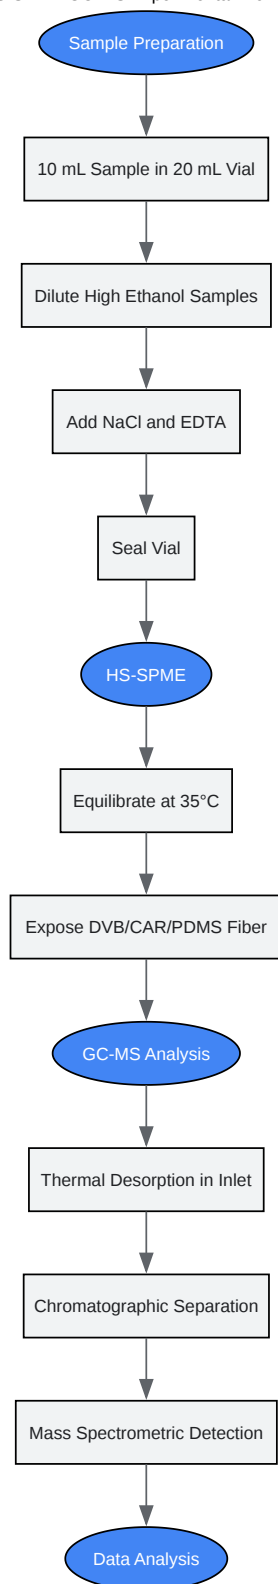 Sample Preparation
10 mL Sample in 20 mL Vial
Dilute High Ethanol Samples
Add NaCl and EDTA
Seal Vial
HS-SPME
Equilibrate at 35°C
Expose DVB/CAR/PDMS Fiber
GC-MS Analysis
Thermal Desorption in Inlet
Chromatographic Separation
Mass Spectrometric Detection
Data Analysis